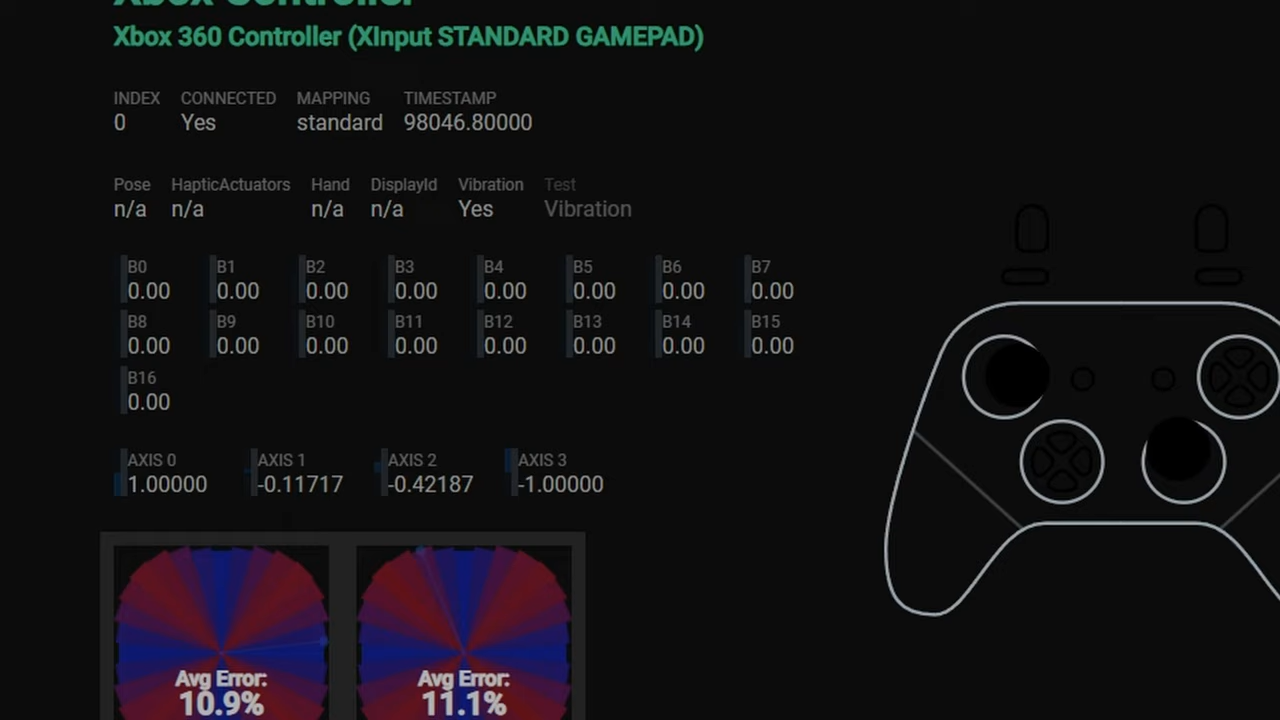 Xbox Controller
Xbox 360 Controller (XInput STANDARD GAMEPAD)
INDEX CONNECTED MAPPING TIMESTAMP
0 Yes standard 98046.80000
Pose HapticActuators Hand DisplayId Vibration Test
n/a n/a n/a n/a Yes Vibration
B0 B1 B2 B3 B4 B5 B6 B7
0.00 0.00 0.00 0.00 0.00 0.00 0.00 0.00
B8 B9 B10 B11 B12 B13 B14 B15
0.00 0.00 0.00 0.00 0.00 0.00 0.00 0.00
B16
0.00
AXIS 0 AXIS 1 AXIS 2 AXIS 3
1.00000 -0.11717 -0.42187 -1.00000
Avg Error: Avg Error:
10.9% 11.1%